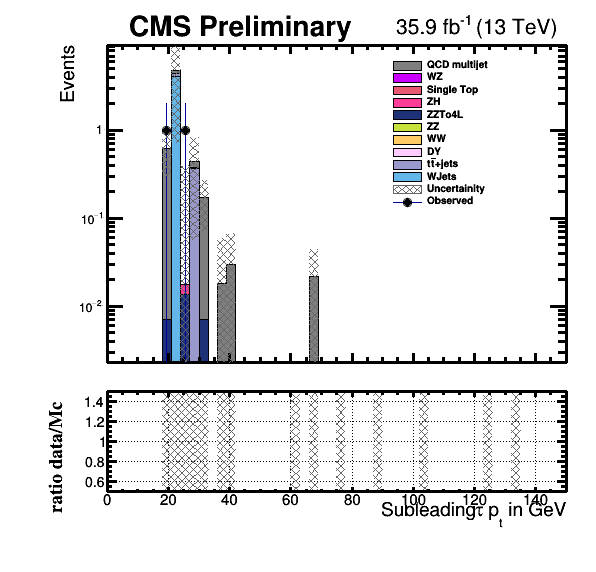 CMS Preliminary
35.9 fb⁻¹ (13 TeV)
Events
1
10⁻¹
10⁻²
QCD multijet
WZ
Single Top
ZH
ZZTo4L
ZZ
WW
DY
tt̄+jets
WJets
Uncertainity
Observed
ratio data/Mc
1.4
1.2
1
0.8
0.6
0 20 40 60 80 100 120 140
Subleadingτ pₜ in GeV